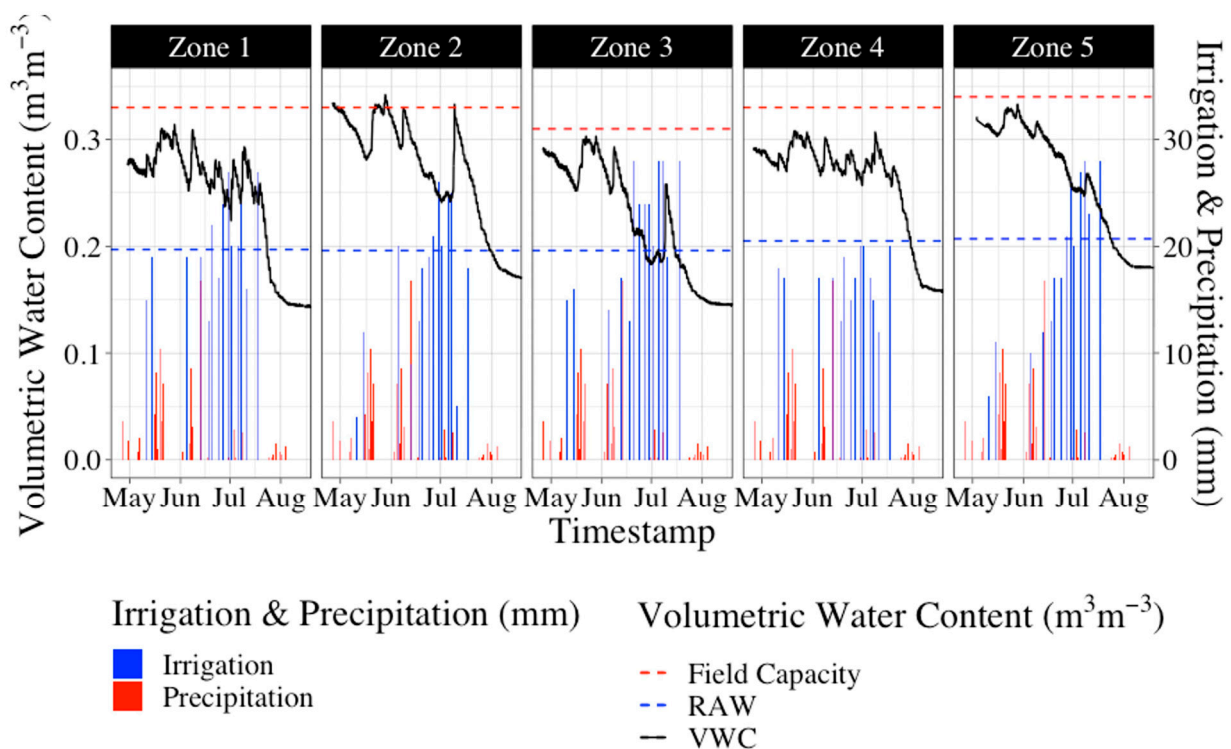 Zone 1 Zone 2 Zone 3 Zone 4 Zone 5
Volumetric Water Content (m³m⁻³)
0.3
0.2
0.1
0.0
30
20
10
0
Irrigation & Precipitation (mm)
May Jun Jul Aug May Jun Jul Aug May Jun Jul Aug May Jun Jul Aug May Jun Jul Aug
Timestamp
Irrigation & Precipitation (mm)
Irrigation
Precipitation
Volumetric Water Content (m³m⁻³)
Field Capacity
RAW
VWC